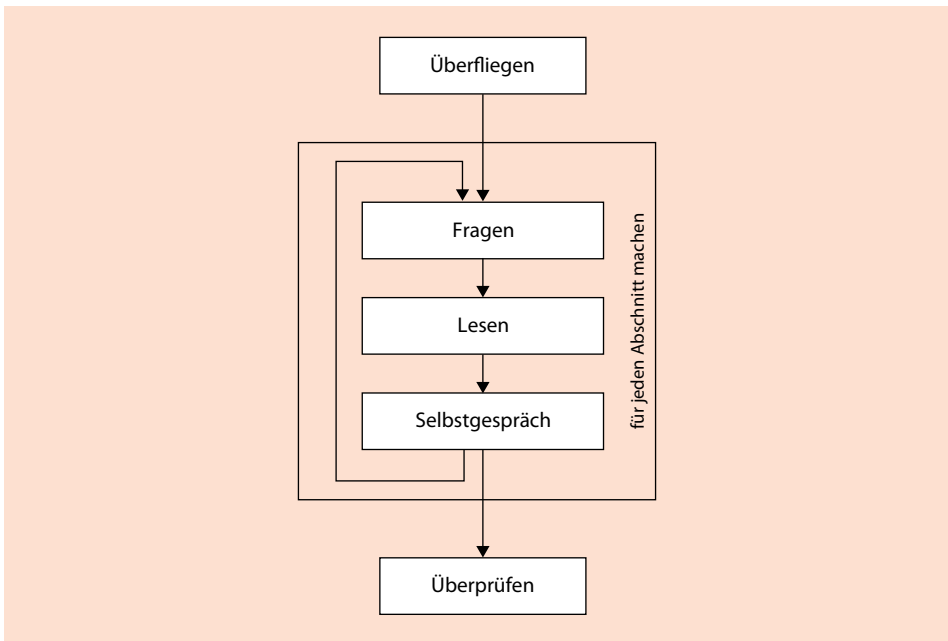 Überfliegen
Fragen
Lesen
Selbstgespräch
für jeden Abschnitt machen
Überprüfen